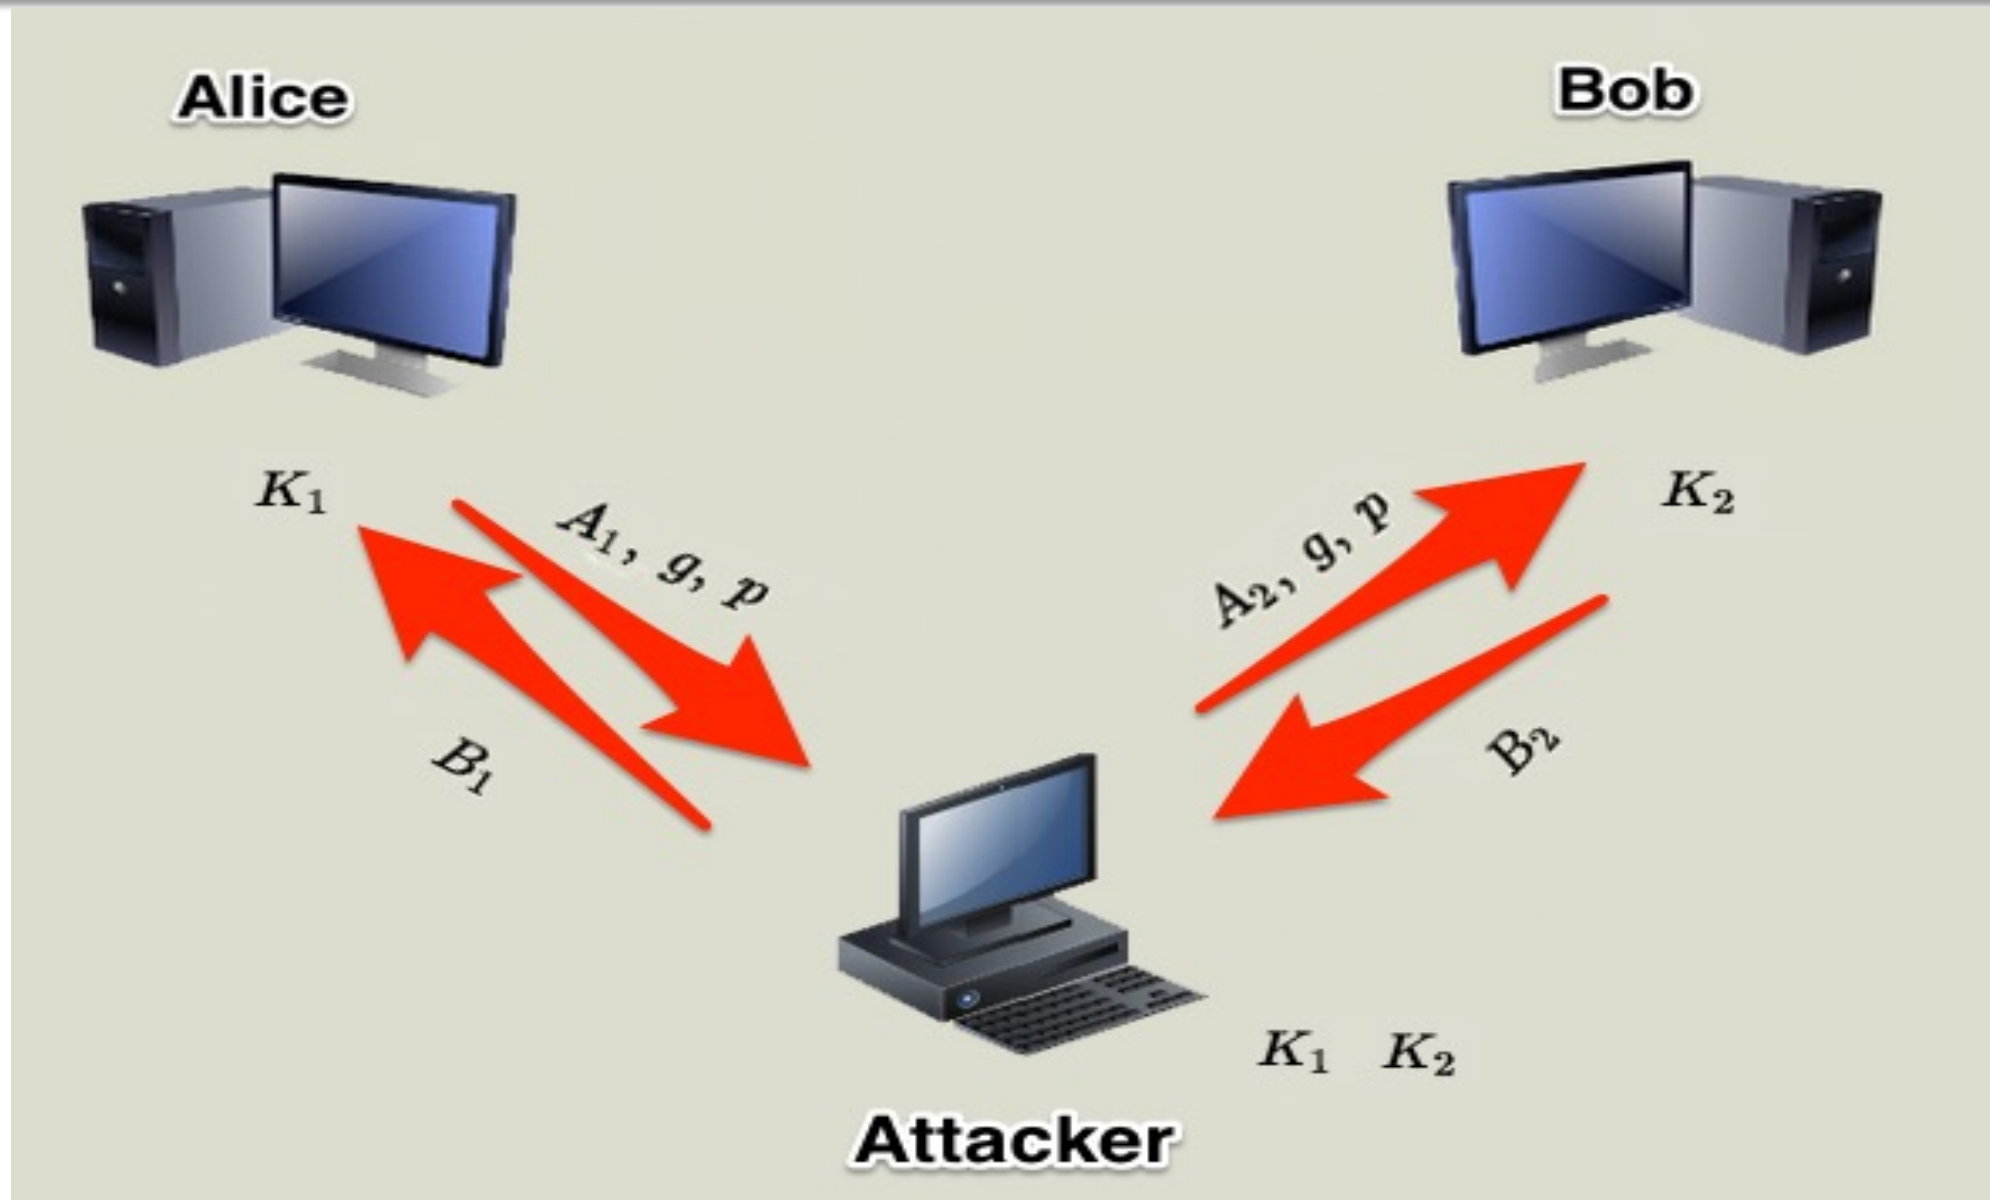 Alice
Bob
K₁
A₁, g, p
A₂, g, p
K₂
B₁
B₂
K₁ K₂
Attacker